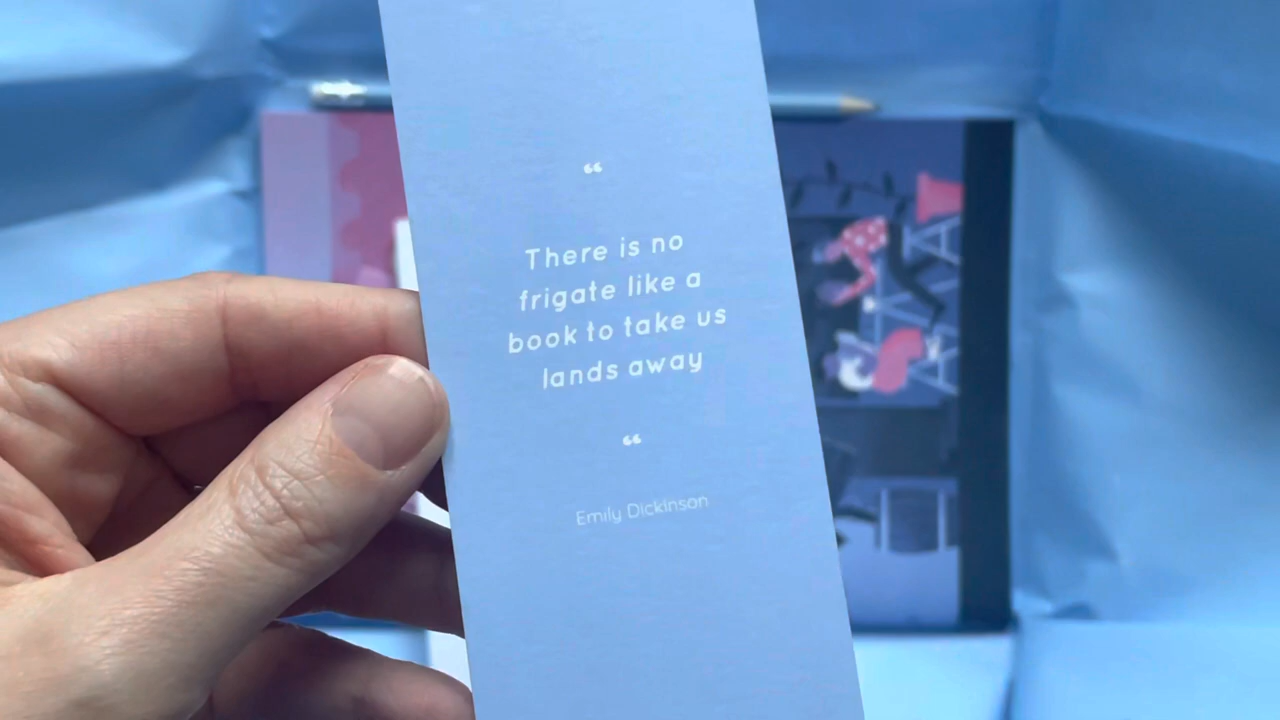 “
There is no
frigate like a
book to take us
lands away
“
Emily Dickinson